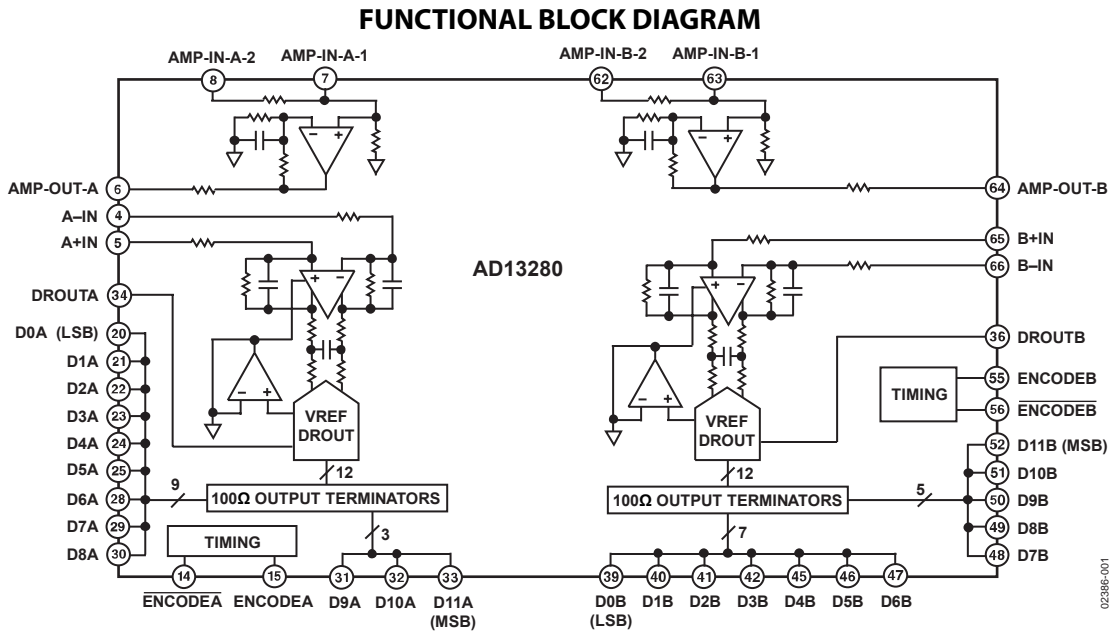 FUNCTIONAL BLOCK DIAGRAM
AMP-IN-A-2
AMP-IN-A-1
AMP-IN-B-2
AMP-IN-B-1
8
7
62
63
– +
– +
AMP-OUT-A 6
64 AMP-OUT-B
A–IN 4
A+IN 5
65 B+IN
66 B–IN
AD13280
+ –
+ –
DROUTA 34
36 DROUTB
D0A (LSB) 20
D1A 21
D2A 22
D3A 23
D4A 24
D5A 25
D6A 28
D7A 29
D8A 30
– +
– +
VREF
DROUT
VREF
DROUT
TIMING
55 ENCODEB
56 ENCODEB
52 D11B (MSB)
51 D10B
50 D9B
49 D8B
48 D7B
12
12
9
100Ω OUTPUT TERMINATORS
100Ω OUTPUT TERMINATORS
5
3
7
TIMING
14
15
31
32
33
39
40
41
42
45
46
47
ENCODEA
ENCODEA
D9A
D10A
D11A
(MSB)
D0B
(LSB)
D1B
D2B
D3B
D4B
D5B
D6B
02386-001